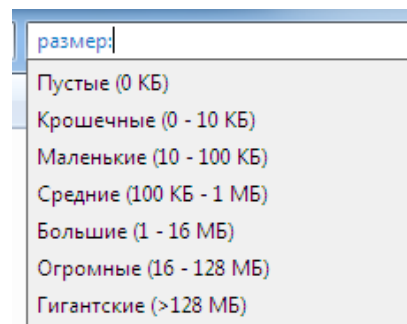 размер:
Пустые (0 КБ)
Крошечные (0 - 10 КБ)
Маленькие (10 - 100 КБ)
Средние (100 КБ - 1 МБ)
Большие (1 - 16 МБ)
Огромные (16 - 128 МБ)
Гигантские (>128 МБ)